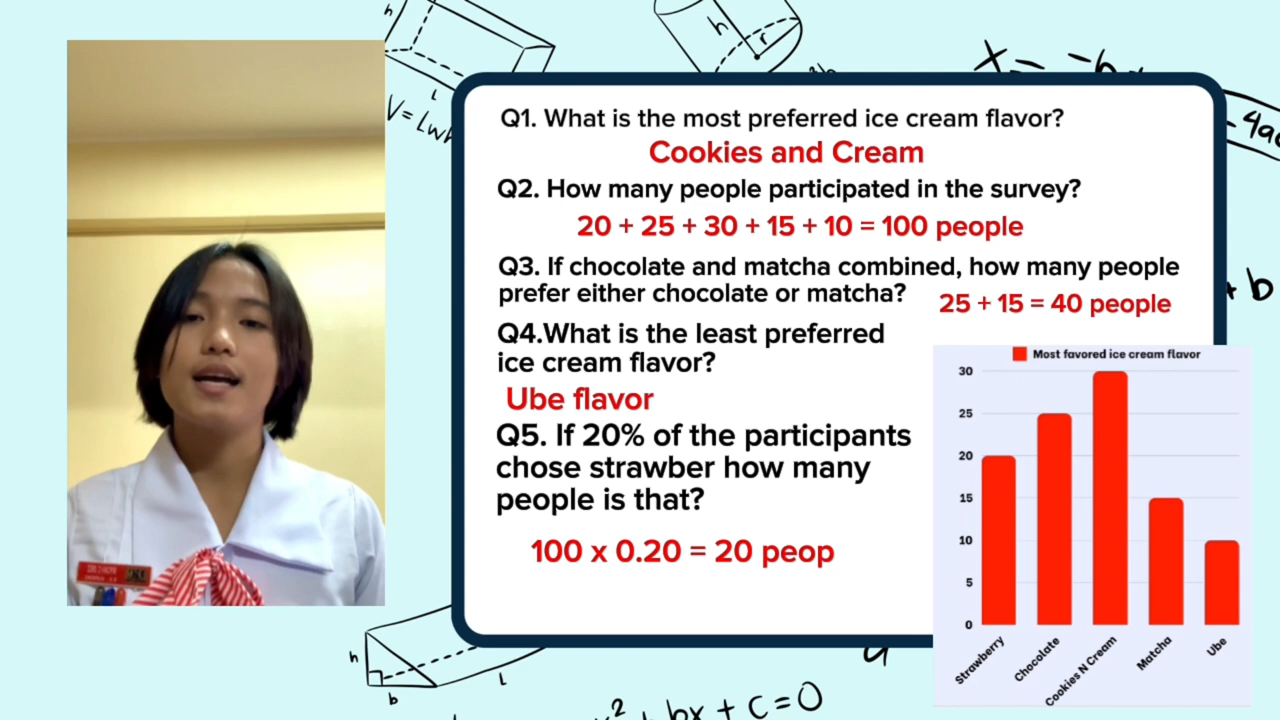 h
L
V = Lwh
h
r
x = -b
- 4ac
+ b
Q1. What is the most preferred ice cream flavor?
Cookies and Cream
Q2. How many people participated in the survey?
20 + 25 + 30 + 15 + 10 = 100 people
Q3. If chocolate and matcha combined, how many people
prefer either chocolate or matcha?
25 + 15 = 40 people
Q4.What is the least preferred
ice cream flavor?
Ube flavor
Q5. If 20% of the participants
chose strawber how many
people is that?
100 x 0.20 = 20 peop
Most favored ice cream flavor
30
25
20
15
10
5
0
Strawberry
Chocolate
Cookies N Cream
Matcha
Ube
h
b
L
+ bx + c = 0